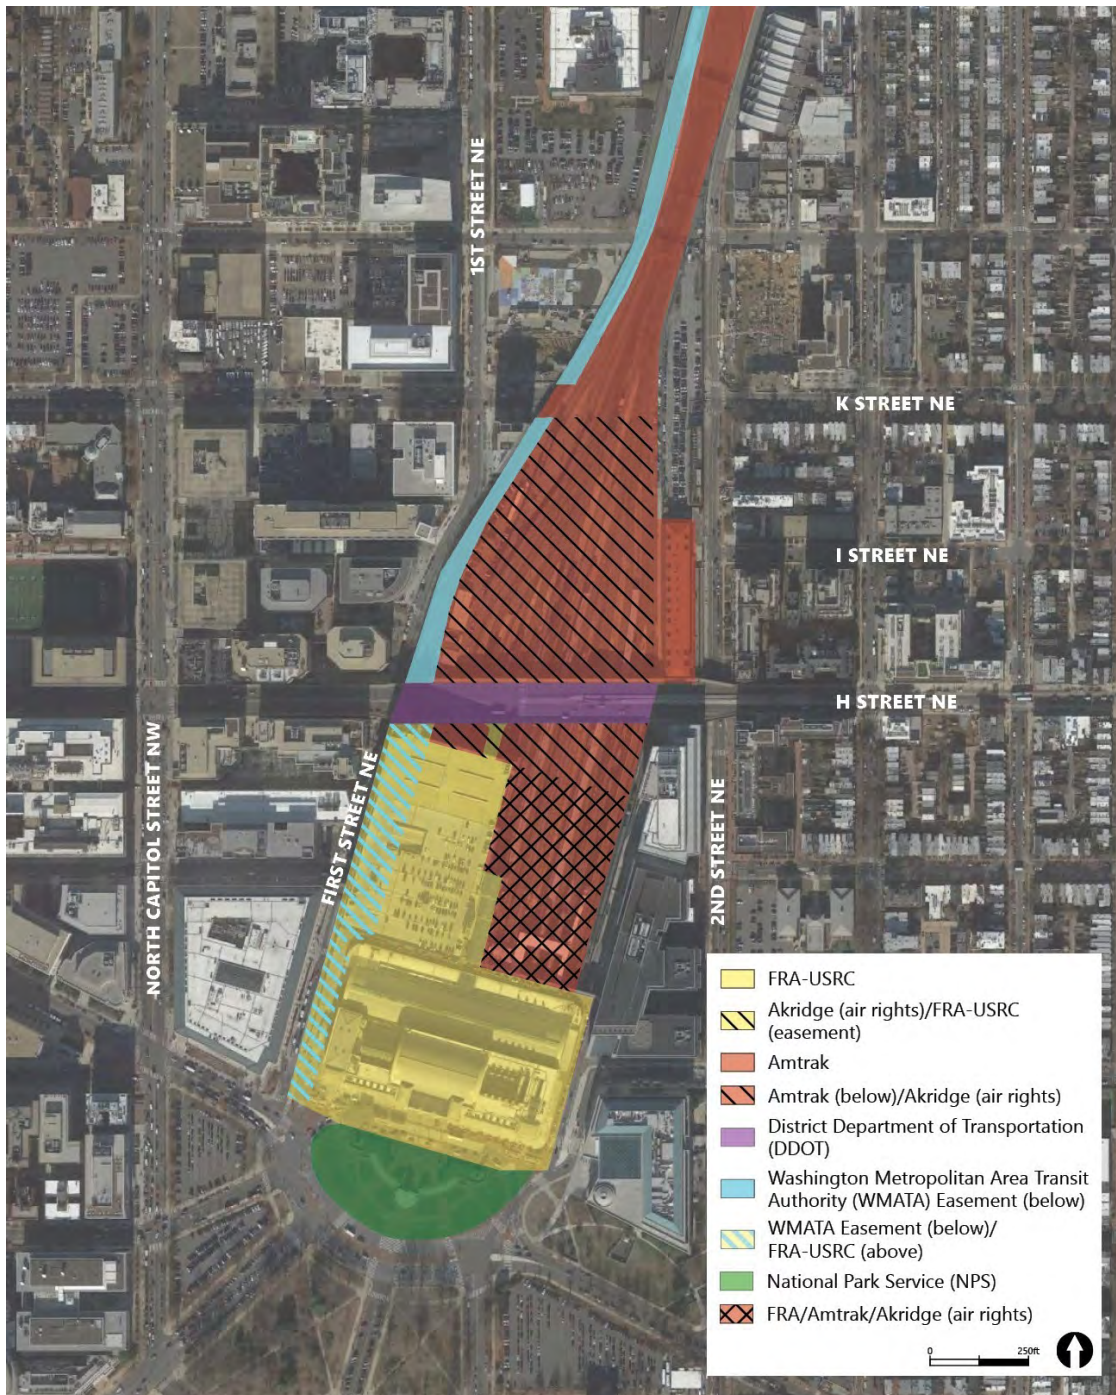 1ST STREET NE
K STREET NE
I STREET NE
H STREET NE
NORTH CAPITOL STREET NW
FIRST STREET NE
2ND STREET NE
FRA-USRC
Akridge (air rights)/FRA-USRC
(easement)
Amtrak
Amtrak (below)/Akridge (air rights)
District Department of Transportation
(DDOT)
Washington Metropolitan Area Transit
Authority (WMATA) Easement (below)
WMATA Easement (below)/
FRA-USRC (above)
National Park Service (NPS)
FRA/Amtrak/Akridge (air rights)
0 250ft